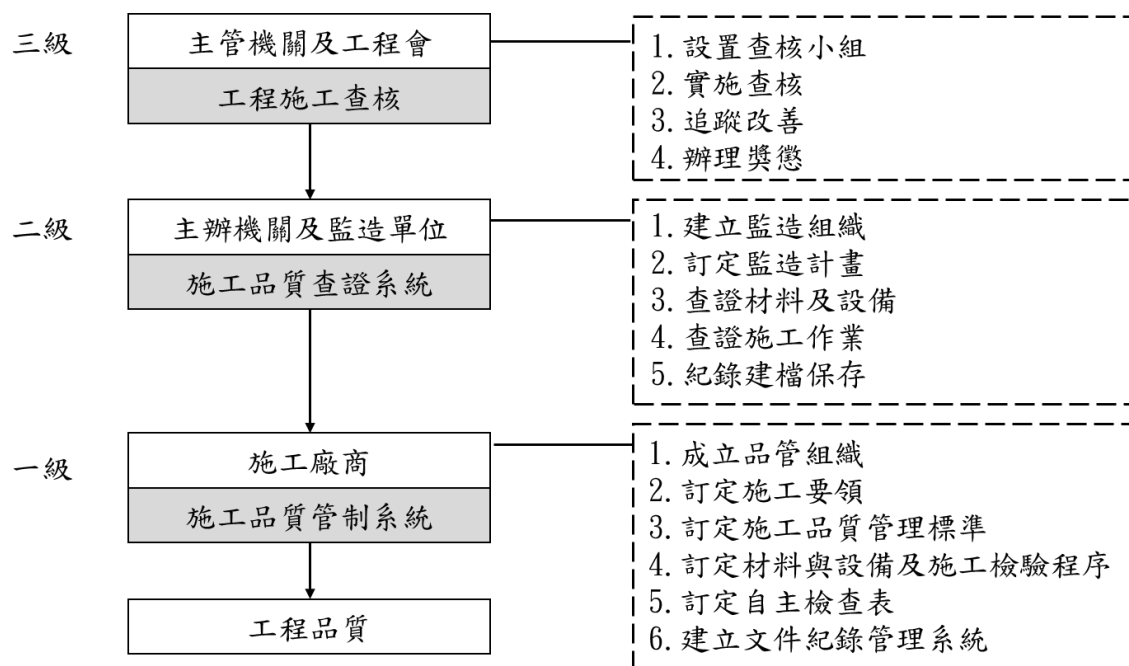 三級
主管機關及工程會
工程施工查核
1.設置查核小組
2.實施查核
3.追蹤改善
4.辦理獎懲
二級
主辦機關及監造單位
施工品質查證系統
1.建立監造組織
2.訂定監造計畫
3.查證材料及設備
4.查證施工作業
5.紀錄建檔保存
一級
施工廠商
施工品質管制系統
1.成立品管組織
2.訂定施工要領
3.訂定施工品質管理標準
4.訂定材料與設備及施工檢驗程序
5.訂定自主檢查表
6.建立文件紀錄管理系統
工程品質